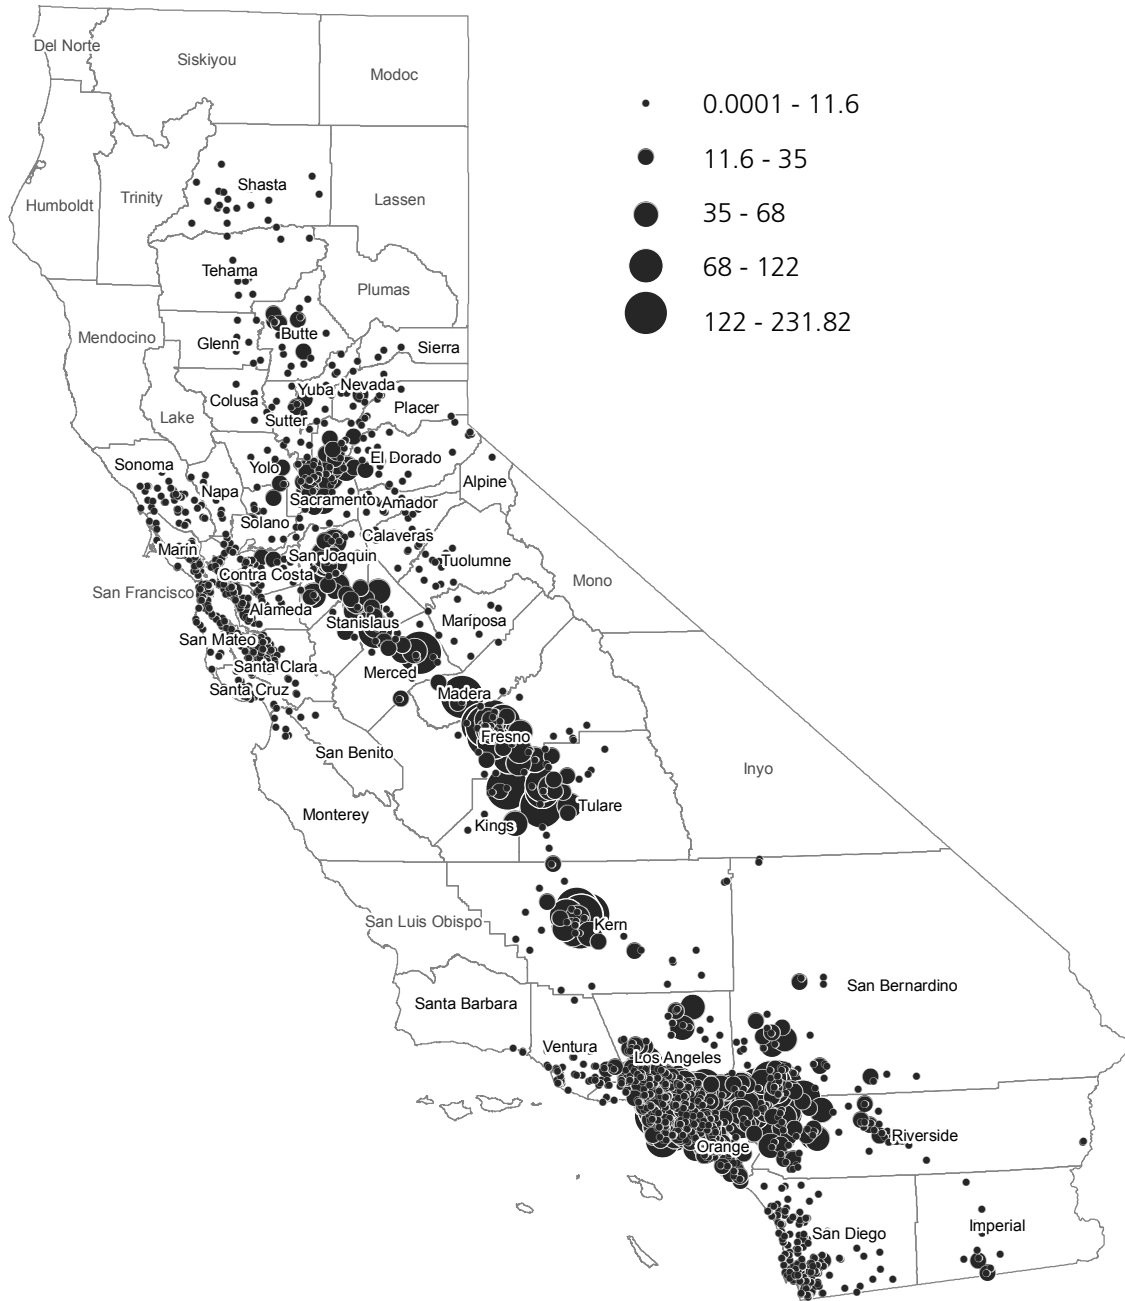 Del Norte
Siskiyou
Modoc
0.0001 - 11.6
11.6 - 35
35 - 68
68 - 122
122 - 231.82
Humboldt
Trinity
Shasta
Lassen
Tehama
Plumas
Mendocino
Glenn
Butte
Sierra
Colusa
Yuba
Nevada
Lake
Sutter
Placer
Sonoma
Napa
Yolo
El Dorado
Alpine
Sacramento
Amador
Solano
Marin
Calaveras
San Joaquin
Contra Costa
Tuolumne
San Francisco
Mono
Alameda
Stanislaus
Mariposa
San Mateo
Santa Clara
Merced
Santa Cruz
Madera
Fresno
San Benito
Inyo
Monterey
Tulare
Kings
San Luis Obispo
Kern
Santa Barbara
San Bernardino
Ventura
Los Angeles
Orange
Riverside
San Diego
Imperial